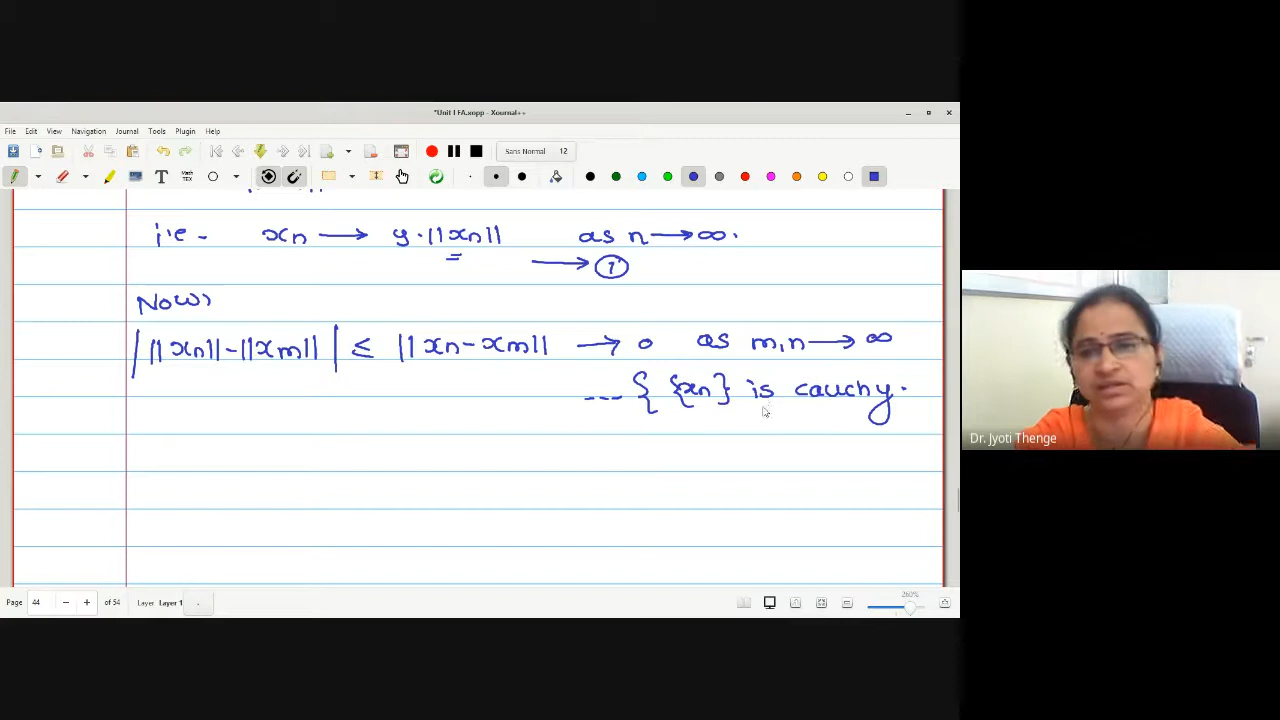 *Unit I FA.xopp - Xournal++
File Edit View Navigation Journal Tools Plugin Help
Sans Normal 12
i.e - xn → y.||xn|| as n→∞.
→ 1
Now,
| ||xn||-||xm|| | ≤ ||xn-xm|| → 0 as m,n→∞
--- { {xn} is cauchy.
Dr. Jyoti Thenge
Page 44 of 54 Layer Layer 1
260%